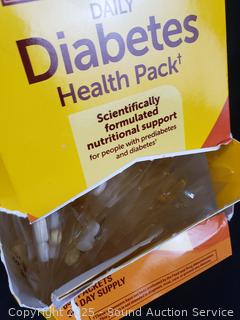 DAILY
Diabetes
Health Pack†
Scientifically
formulated
nutritional support
for people with prediabetes
and diabetes†
PACKETS
DAY SUPPLY
Copyright 2025 - Sound Auction Service